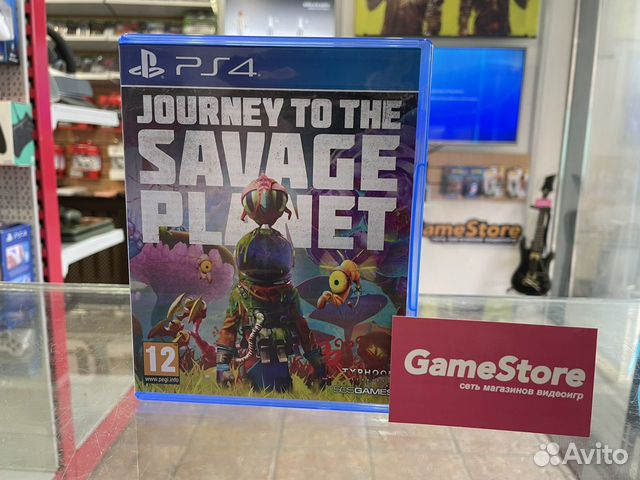 PS4
JOURNEY TO THE
SAVAGE
PLANET
12
www.pegi.info
TYPHOON
505GAMES
GameStore
GameStore
сеть магазинов видеоигр
Avito